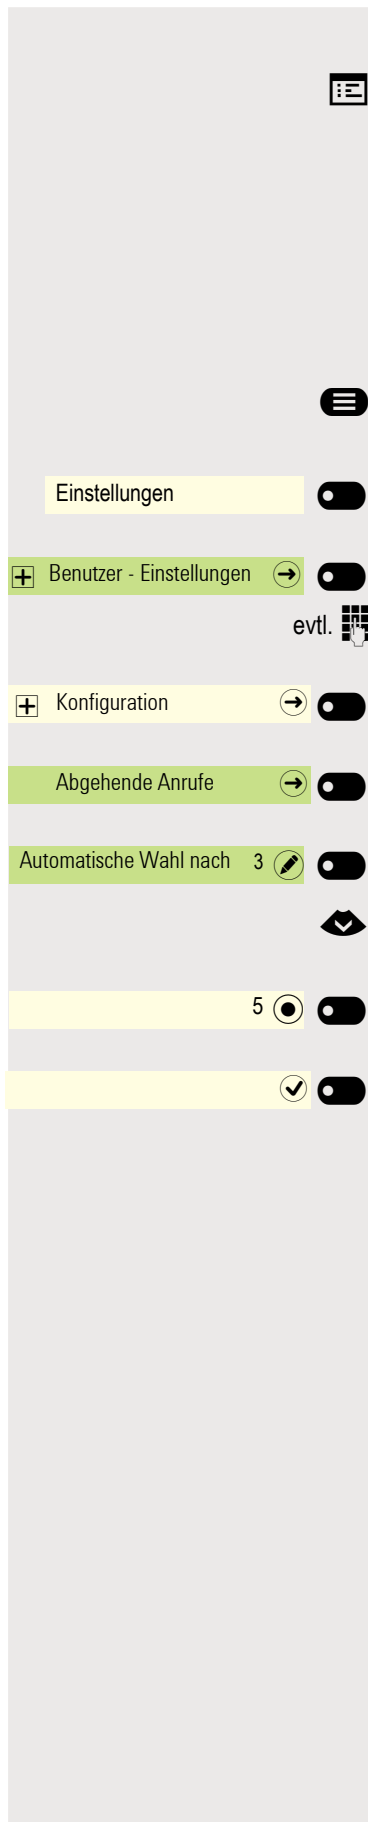 Einstellungen
Benutzer - Einstellungen
evtl.
Konfiguration
Abgehende Anrufe
Automatische Wahl nach 3
5